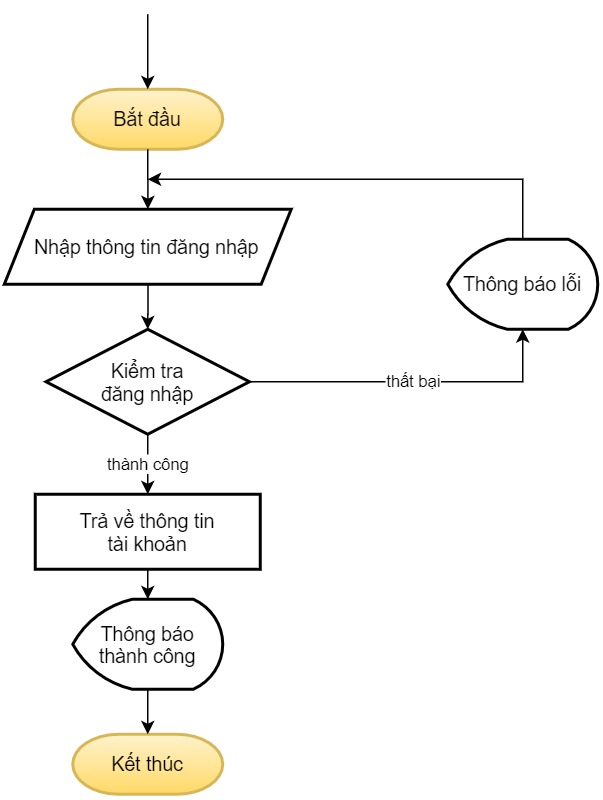 Bắt đầu
Nhập thông tin đăng nhập
Thông báo lỗi
Kiểm tra
đăng nhập
thất bại
thành công
Trả về thông tin
tài khoản
Thông báo
thành công
Kết thúc